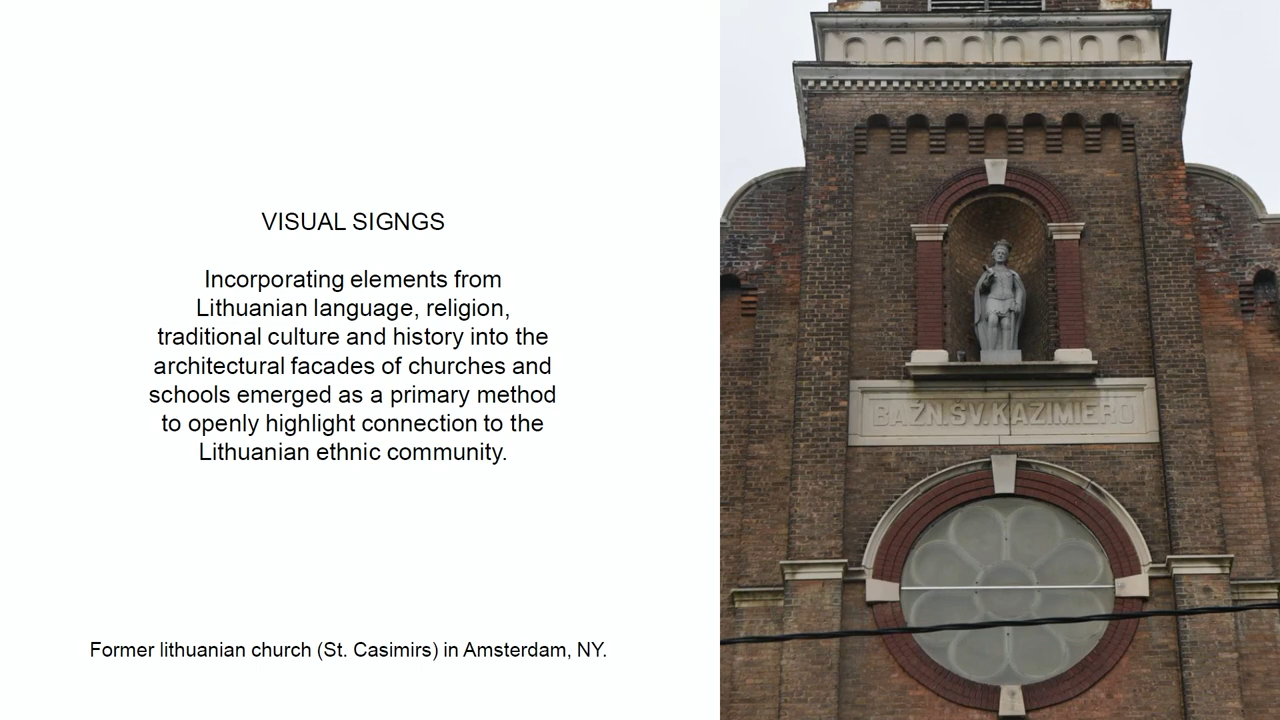 VISUAL SIGNGS
Incorporating elements from
Lithuanian language, religion,
traditional culture and history into the
architectural facades of churches and
schools emerged as a primary method
to openly highlight connection to the
Lithuanian ethnic community.
Former lithuanian church (St. Casimirs) in Amsterdam, NY.
BAŽN.ŠV.KAZIMIERO